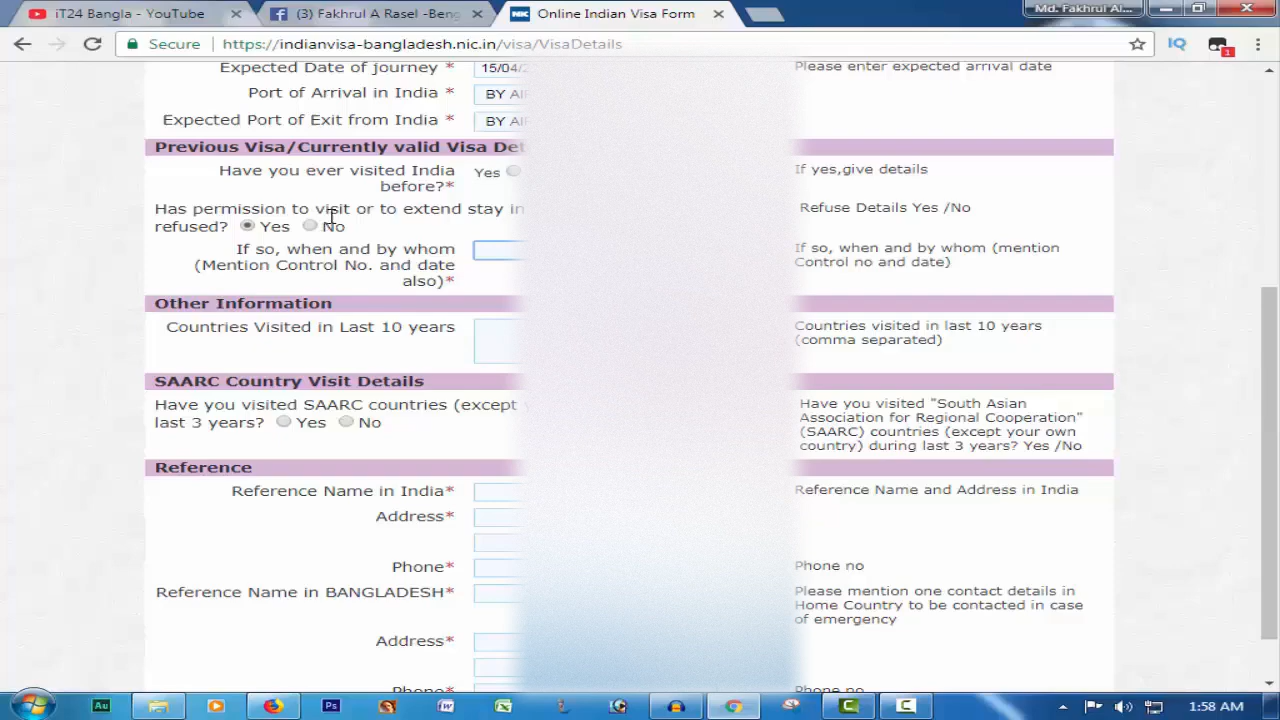 iT24 Bangla - YouTube
(3) Fakhrul A Rasel -Beng
NIC Online Indian Visa Form
Md. Fakhrul Al...
Secure https://indianvisa-bangladesh.nic.in/visa/VisaDetails
1
Expected Date of journey * 15/04/
Please enter expected arrival date
Port of Arrival in India * BY AI
Expected Port of Exit from India * BY AI
Previous Visa/Currently valid Visa De
Have you ever visited India before?* Yes
If yes,give details
Has permission to visit or to extend stay in
refused? Yes No
Refuse Details Yes /No
If so, when and by whom
(Mention Control No. and date
also)*
If so, when and by whom (mention
Control no and date)
Other Information
Countries Visited in Last 10 years
Countries visited in last 10 years
(comma separated)
SAARC Country Visit Details
Have you visited SAARC countries (except
last 3 years? Yes No
Have you visited "South Asian
Association for Regional Cooperation"
(SAARC) countries (except your own
country) during last 3 years? Yes /No
Reference
Reference Name in India*
Reference Name and Address in India
Address*
Phone*
Phone no
Reference Name in BANGLADESH*
Please mention one contact details in
Home Country to be contacted in case
of emergency
Address*
Phone*
Phone no
Au
Ps
1:58 AM